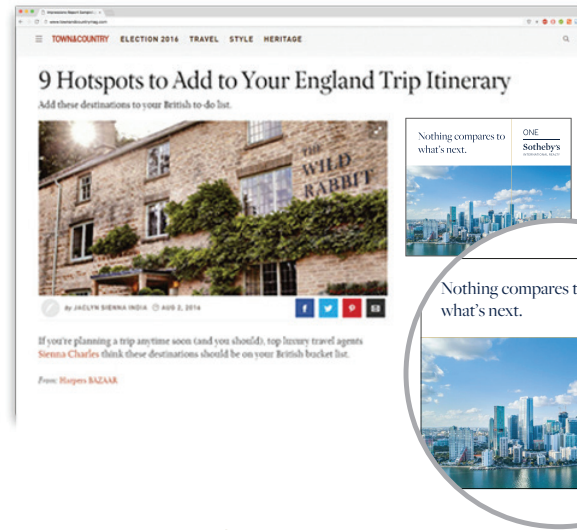 www.townandcountrymag.com
TOWN&COUNTRY ELECTION 2016 TRAVEL STYLE HERITAGE
9 Hotspots to Add to Your England Trip Itinerary
Add these destinations to your British to-do list.
THE
WILD
RABBIT
By JACLYN SIENNA INDIA AUG 2, 2016
If you're planning a trip anytime soon (and you should), top luxury travel agents
Sienna Charles think these destinations should be on your British bucket list.
From: Harpers BAZAAR
Nothing compares to
what's next.
ONE
Sotheby's
INTERNATIONAL REALTY
Nothing compares t
what's next.